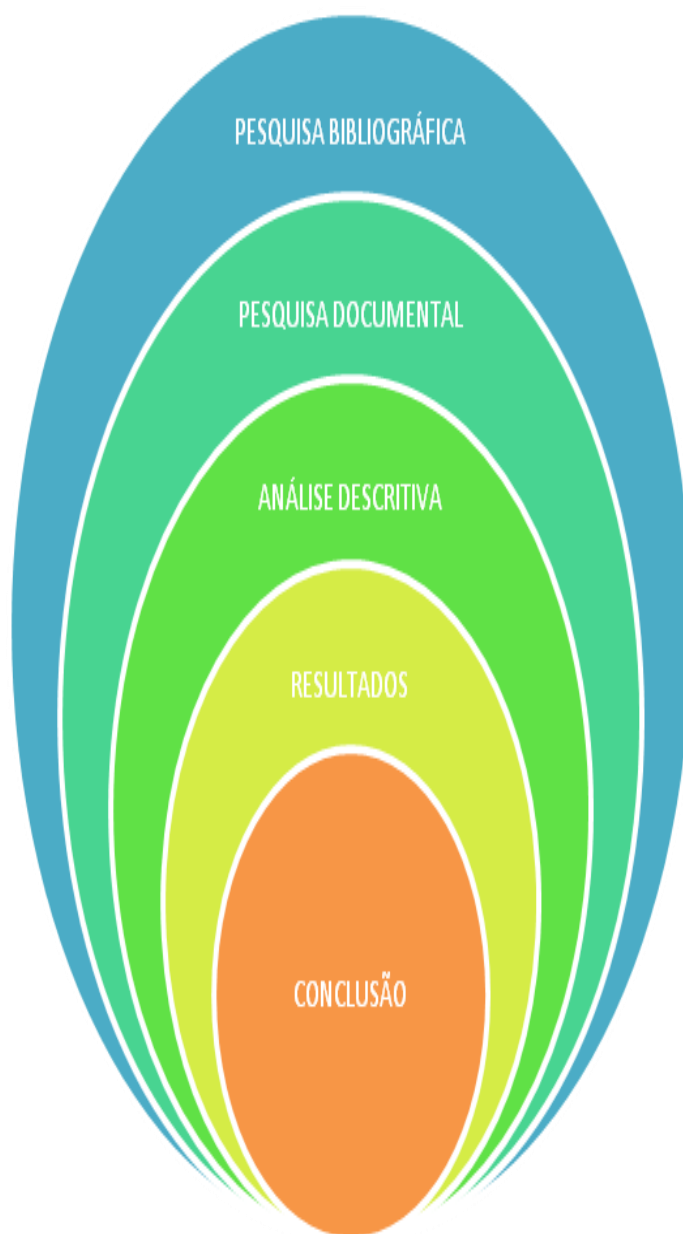 PESQUISA BIBLIOGRÁFICA
PESQUISA DOCUMENTAL
ANÁLISE DESCRITIVA
RESULTADOS
CONCLUSÃO